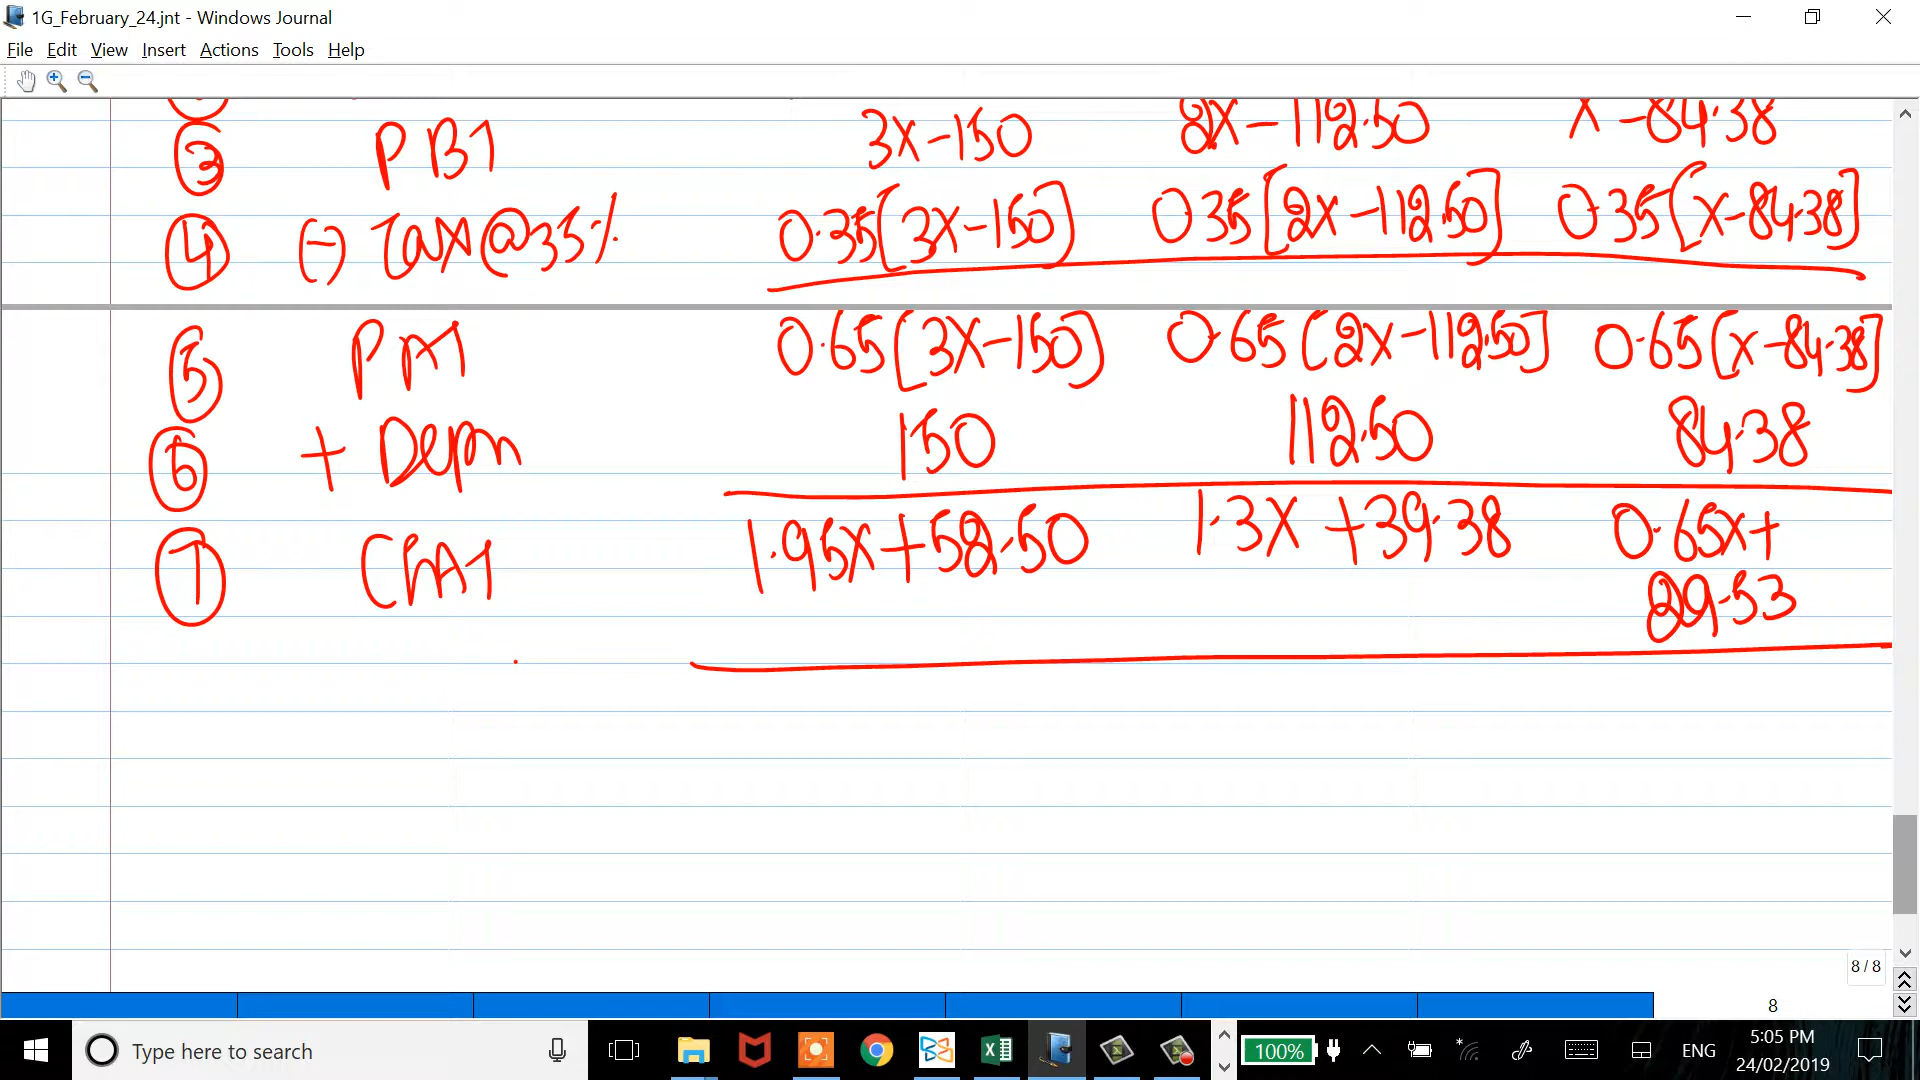 1G_February_24.jnt - Windows Journal
File Edit View Insert Actions Tools Help
③ PBT 3x-150 2x-112.50 x-84.38
④ (-) Tax@35% 0.35[3x-150] 0.35[2x-112.50] 0.35[x-84.38]
⑤ PAT 0.65[3x-150] 0.65[2x-112.50] 0.65[x-84.38]
⑥ + Depn 150 112.50 84.38
⑦ CFAT 1.95x+58.50 1.3x+39.38 0.65x+
29.53
8 / 8
8
Type here to search
100%
ENG
5:05 PM
24/02/2019